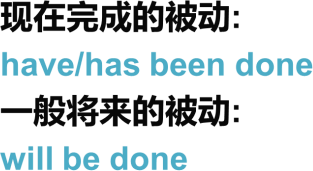 现在完成的被动:
have/has been done
一般将来的被动:
will be done